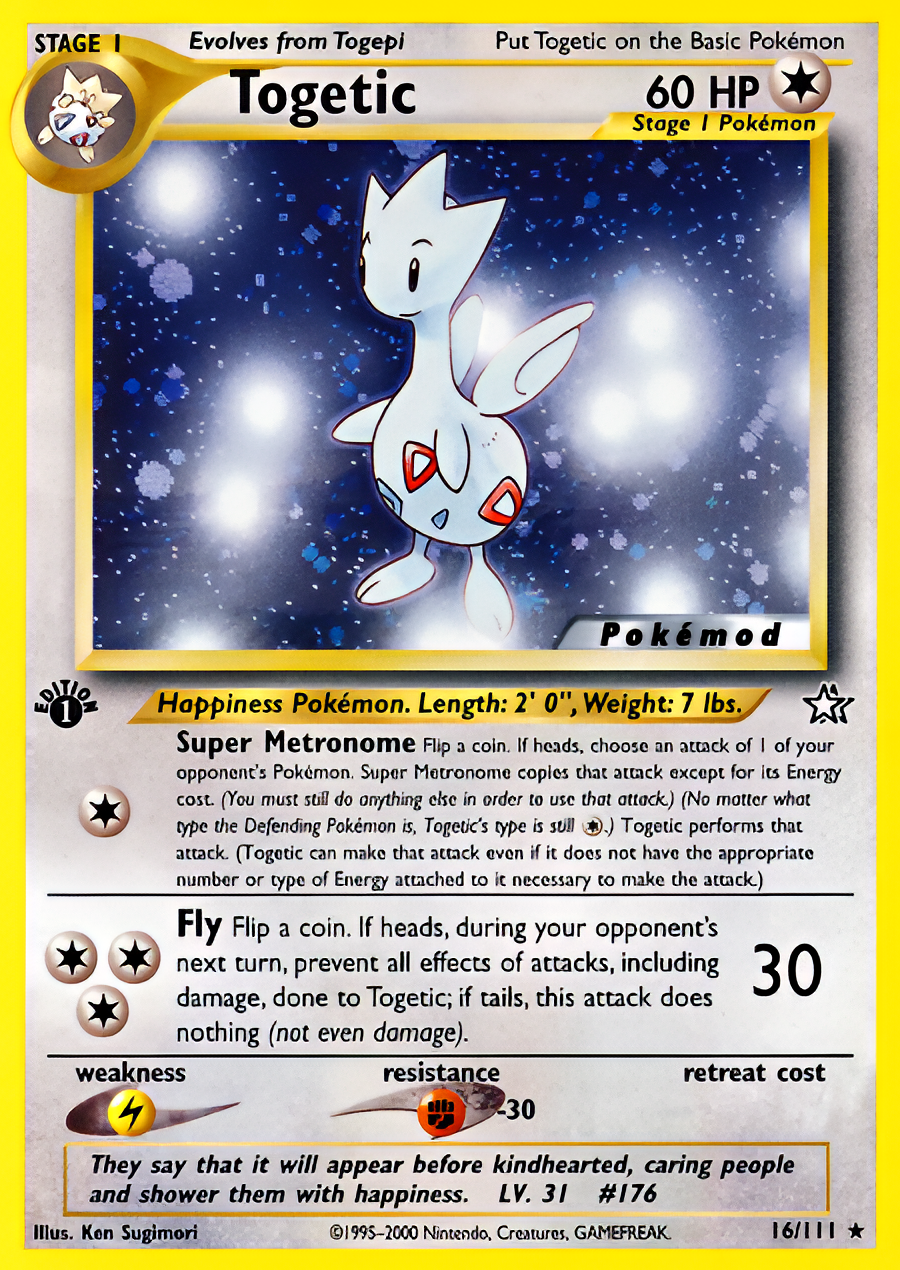 STAGE 1 Evolves from Togepi Put Togetic on the Basic Pokémon
Togetic 60 HP
Stage 1 Pokémon
Pokémod
EDITION
1
Happiness Pokémon. Length: 2' 0", Weight: 7 lbs.
Super Metronome Flip a coin. If heads, choose an attack of 1 of your
opponent's Pokémon. Super Metronome copies that attack except for its Energy
cost. (You must still do anything else in order to use that attack.) (No matter what
type the Defending Pokémon is, Togetic's type is still .) Togetic performs that
attack. (Togetic can make that attack even if it does not have the appropriate
number or type of Energy attached to it necessary to make the attack.)
Fly Flip a coin. If heads, during your opponent's
next turn, prevent all effects of attacks, including
damage, done to Togetic; if tails, this attack does
nothing (not even damage).
30
weakness resistance retreat cost
-30
They say that it will appear before kindhearted, caring people
and shower them with happiness. LV. 31 #176
Illus. Ken Sugimori ©1995-2000 Nintendo, Creatures, GAMEFREAK. 16/111 ★